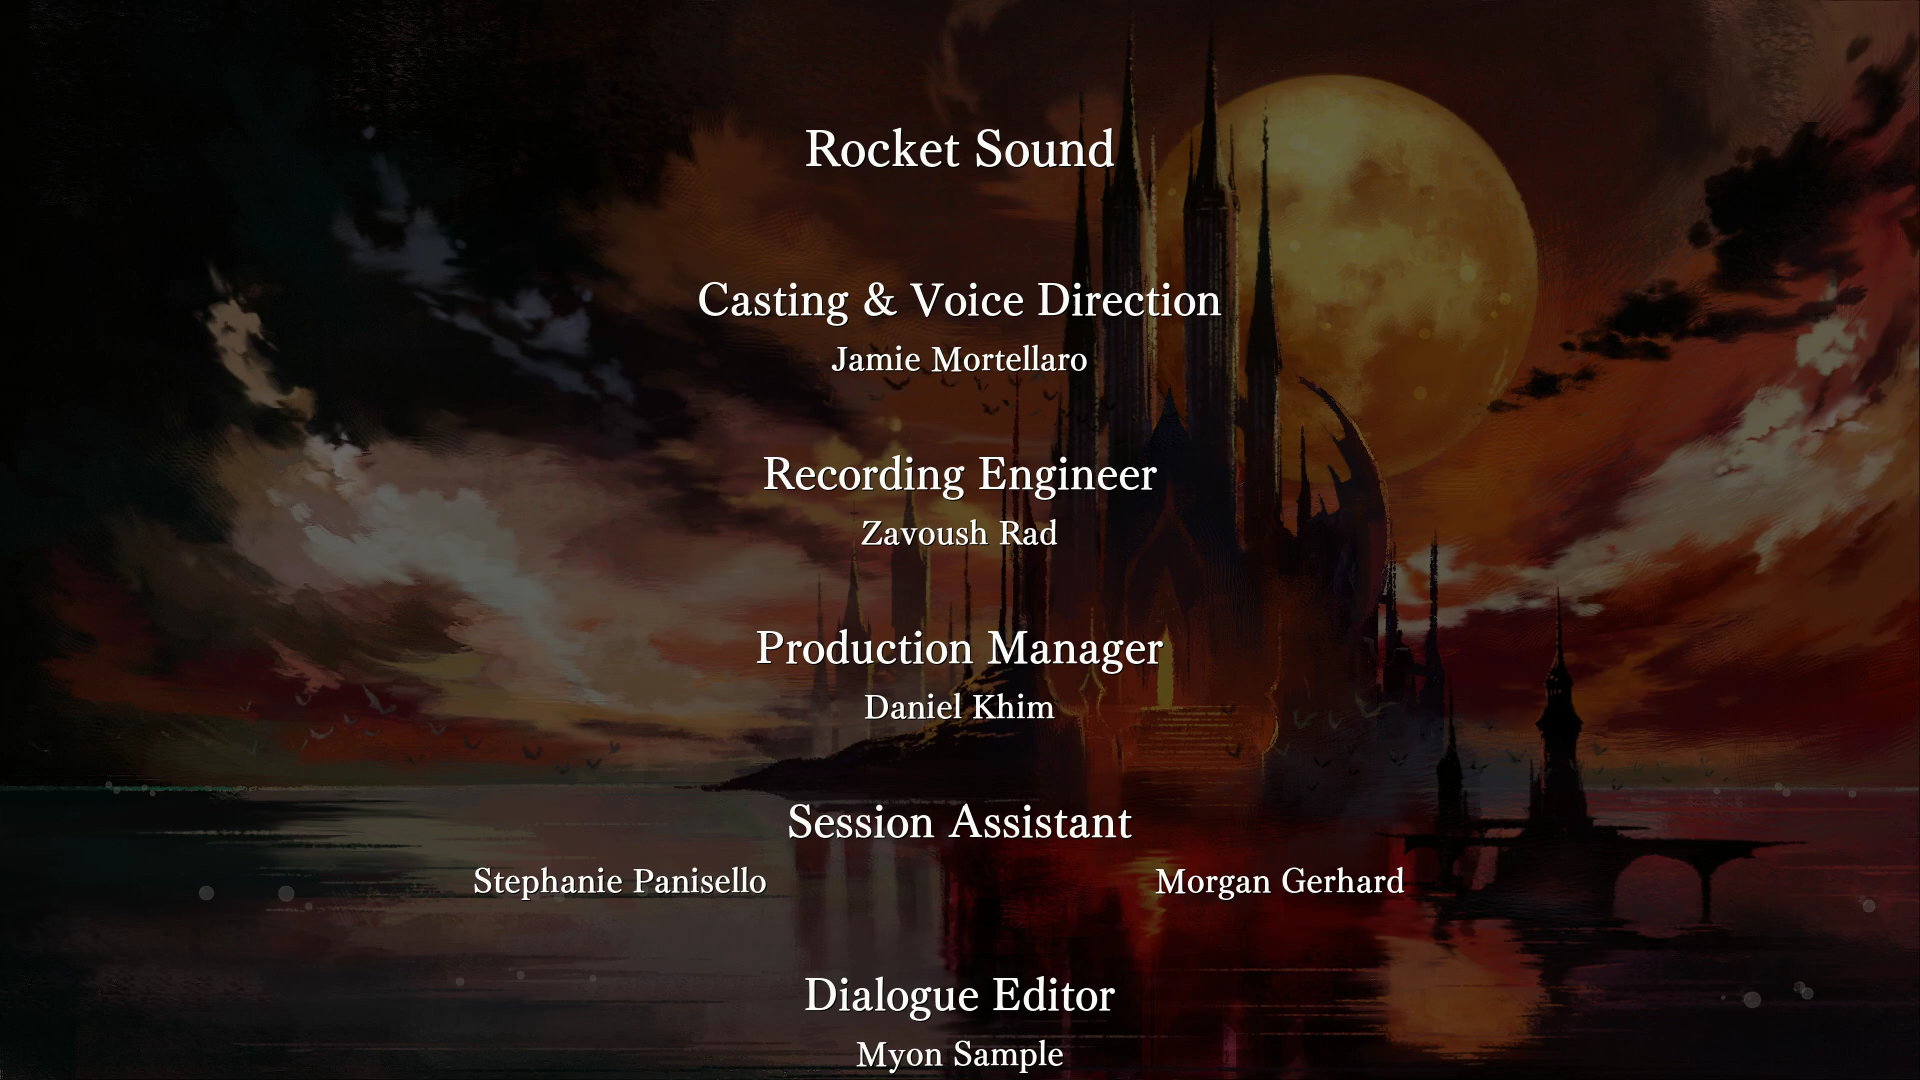 Rocket Sound
Casting & Voice Direction
Jamie Mortellaro
Recording Engineer
Zavoush Rad
Production Manager
Daniel Khim
Session Assistant
Stephanie Panisello Morgan Gerhard
Dialogue Editor
Myon Sample